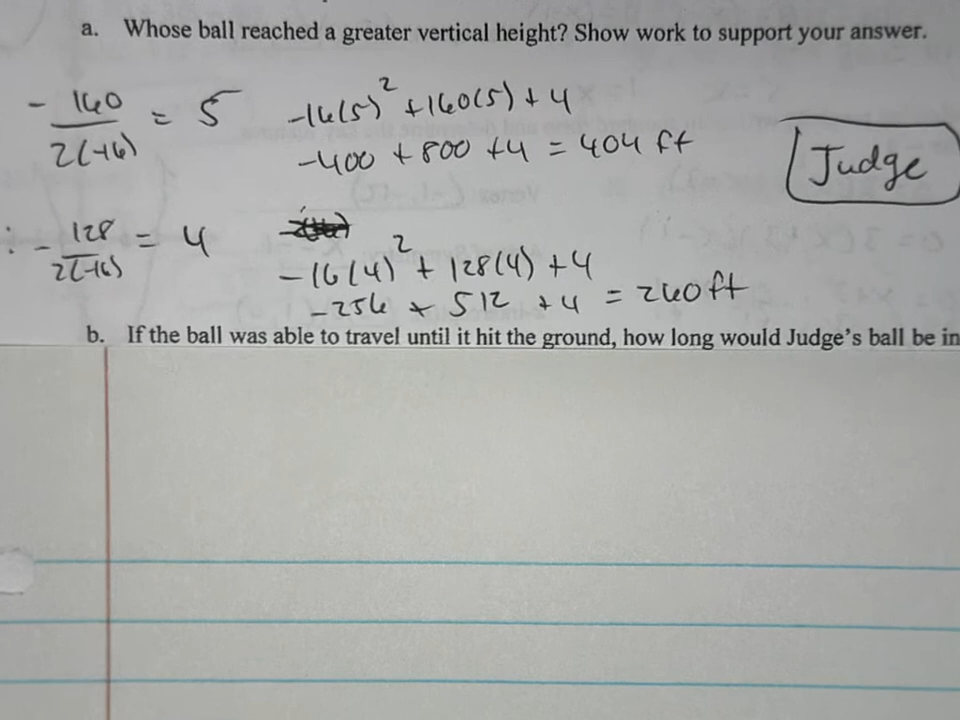 a. Whose ball reached a greater vertical height? Show work to support your answer.
- 160 / 2(-16) = 5 -16(5)² + 160(5) + 4
-400 + 800 + 4 = 404 ft
Judge
: - 128 / 2(-16) = 4
-16(4)² + 128(4) + 4
-256 + 512 + 4 = 260 ft
b. If the ball was able to travel until it hit the ground, how long would Judge's ball be in